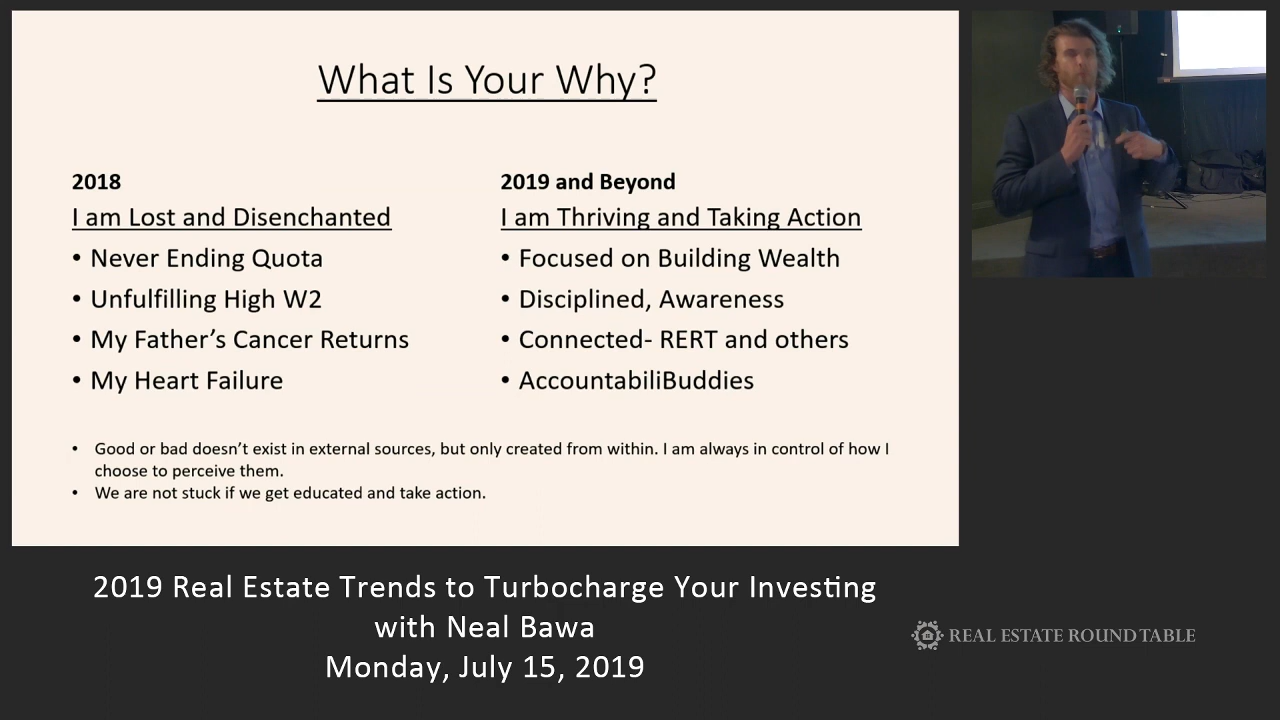 What Is Your Why?
2018
I am Lost and Disenchanted
• Never Ending Quota
• Unfulfilling High W2
• My Father’s Cancer Returns
• My Heart Failure
2019 and Beyond
I am Thriving and Taking Action
• Focused on Building Wealth
• Disciplined, Awareness
• Connected- RERT and others
• AccountabiliBuddies
• Good or bad doesn’t exist in external sources, but only created from within. I am always in control of how I
choose to perceive them.
• We are not stuck if we get educated and take action.
2019 Real Estate Trends to Turbocharge Your Investing
with Neal Bawa
Monday, July 15, 2019
REAL ESTATE ROUND TABLE